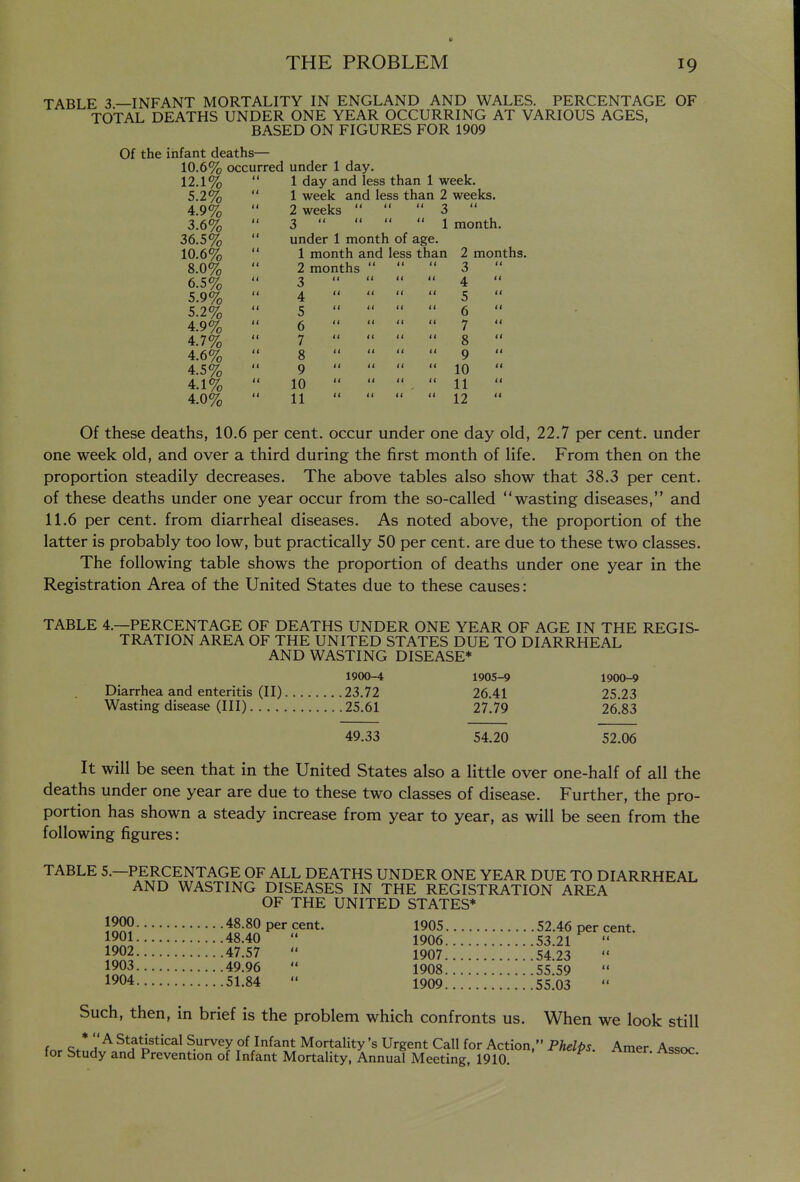 THE PROBLEM 19
TABLE 3.—INFANT MORTALITY IN ENGLAND AND WALES. PERCENTAGE OF
TOTAL DEATHS UNDER ONE YEAR OCCURRING AT VARIOUS AGES,
BASED ON FIGURES FOR 1909
Of the infant deaths—
10.6% occurred under 1 day.
12.1% " 1 day and less than 1 week.
5.2% " 1 week and less than 2 weeks.
4.9% " 2 weeks " " " 3 "
3.6% " 3 " " " " 1 month.
36.5% " under 1 month of age.
10.6% " 1 month and less than 2 months.
8.0% " 2 months " " " 3 "
6.5% " 3 " " " " 4 "
5.9% " 4 " " " " 5 "
5.2% " 5 " " " " 6 "
4.9% " 6 " " " " 7 "
4.7% " 7 " " " " 8 "
4.6% " 8 " " " " 9 "
4.5% " 9 " " " " 10 "
4.1% " 10 " " " " 11 "
4.0% " 11 " " " " 12 "
Of these deaths, 10.6 per cent. occur under one day old, 22.7 per cent. under
one week old, and over a third during the first month of life. From then on the
proportion steadily decreases. The above tables also show that 38.3 per cent.
of these deaths under one year occur from the so-called "wasting diseases," and
11.6 per cent. from diarrheal diseases. As noted above, the proportion of the
latter is probably too low, but practically 50 per cent. are due to these two classes.
The following table shows the proportion of deaths under one year in the
Registration Area of the United States due to these causes:
TABLE 4.—PERCENTAGE OF DEATHS UNDER ONE YEAR OF AGE IN THE REGIS-
TRATION AREA OF THE UNITED STATES DUE TO DIARRHEAL
AND WASTING DISEASE*
1900-4 1905-9 1900-9
Diarrhea and enteritis (II)........23.72 26.41 25.23
Wasting disease (III).............25.61 27.79 26.83
49.33 54.20 52.06
It will be seen that in the United States also a little over one-half of all the
deaths under one year are due to these two classes of disease. Further, the pro-
portion has shown a steady increase from year to year, as will be seen from the
following figures:
TABLE 5.—PERCENTAGE OF ALL DEATHS UNDER ONE YEAR DUE TO DIARRHEAL
AND WASTING DISEASES IN THE REGISTRATION AREA
OF THE UNITED STATES*
1900............48.80 per cent. 1905............52.46 per cent.
1901............48.40 " 1906............53.21 "
1902............47.57 " 1907............54.23 "
1903............49.96 " 1908............55.59 "
1904............51.84 " 1909............55.03 "
Such, then, in brief is the problem which confronts us. When we look still
* "A Statistical Survey of Infant Mortality's Urgent Call for Action," Phelps. Amer. Assoc.
for Study and Prevention of Infant Mortality, Annual Meeting, 1910.